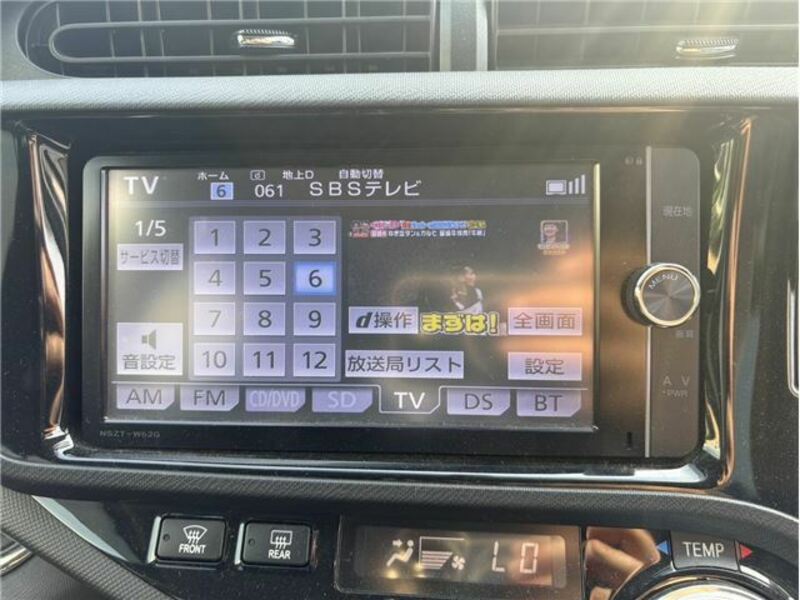 TV ホーム 地上D 自動切替
6 061 SBSテレビ
1/5
サービス切替
1 2 3
4 5 6
7 8 9
10 11 12
音設定
d操作 まずは! 全画面
放送局リスト 設定
AM FM CD/DVD SD TV DS BT
NSZT-W62G
現在地
MENU
画質
∧ ∨
・PWR
FRONT
REAR
LO
TEMP